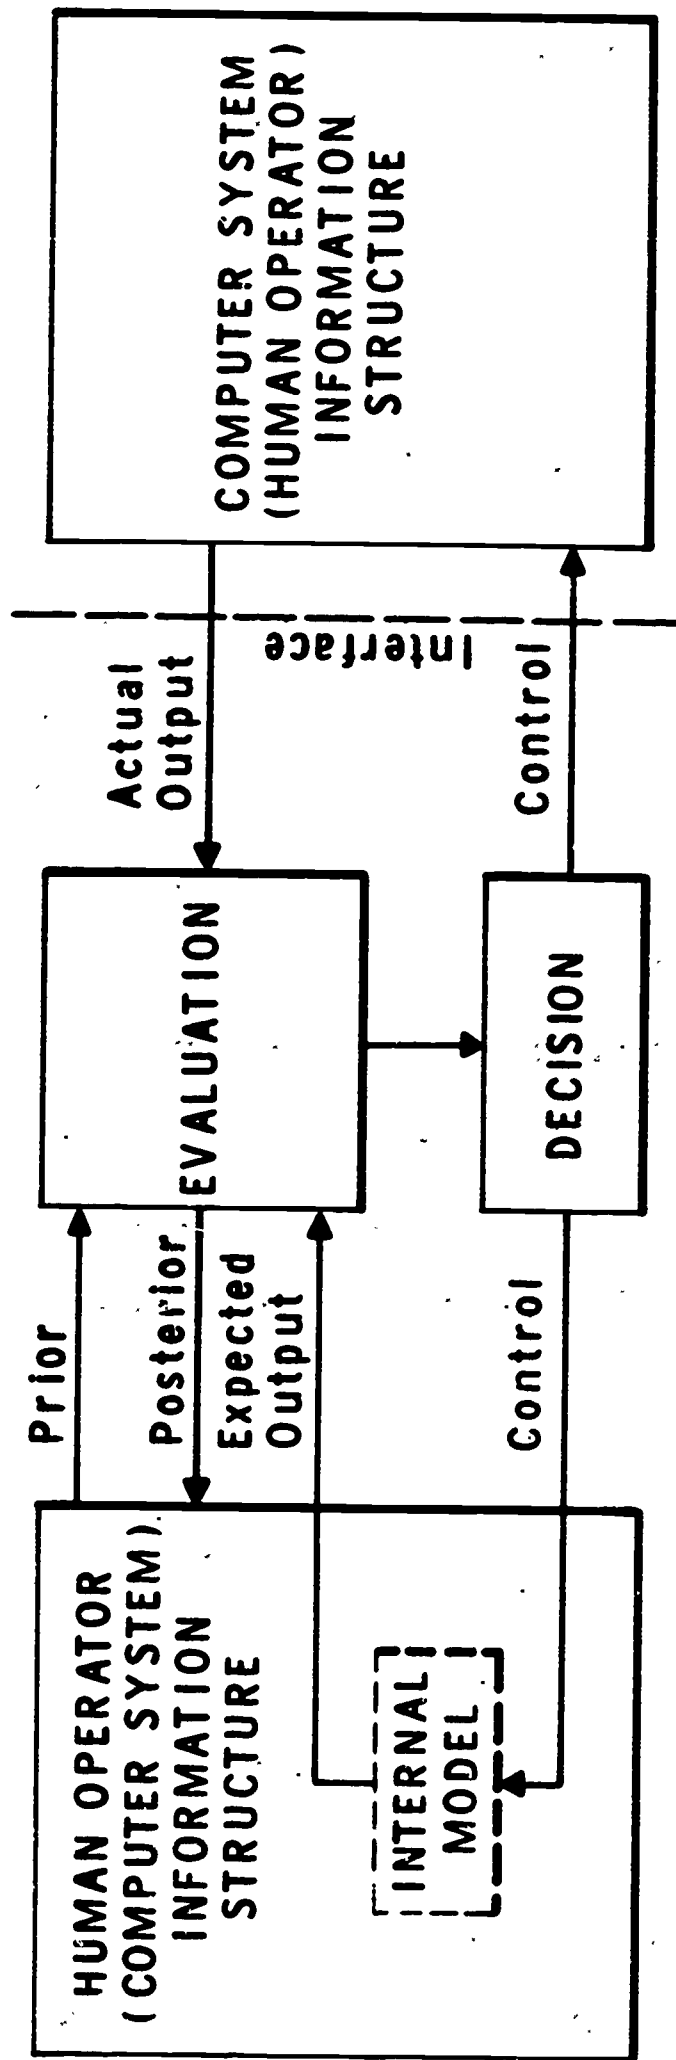 HUMAN OPERATOR
(COMPUTER SYSTEM)
INFORMATION
STRUCTURE
INTERNAL
MODEL
Prior
Posterior
Expected
Output
Control
EVALUATION
DECISION
Actual
Output
Control
Interface
COMPUTER SYSTEM
(HUMAN OPERATOR)
INFORMATION
STRUCTURE